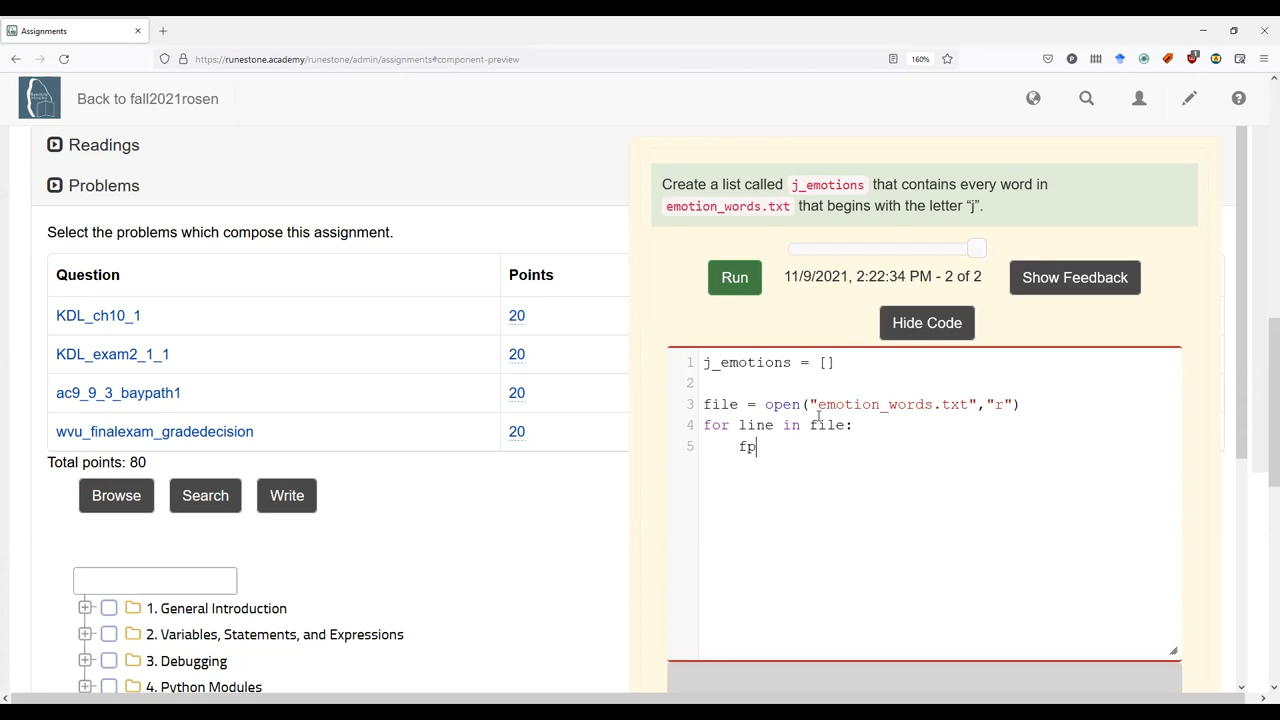 Assignments
https://runestone.academy/runestone/admin/assignments#component-preview
160%
Back to fall2021rosen
Readings
Problems
Select the problems which compose this assignment.
Question Points
KDL_ch10_1 20
KDL_exam2_1_1 20
ac9_9_3_baypath1 20
wvu_finalexam_gradedecision 20
Total points: 80
Browse Search Write
1. General Introduction
2. Variables, Statements, and Expressions
3. Debugging
4. Python Modules
Create a list called j_emotions that contains every word in
emotion_words.txt that begins with the letter “j”.
Run 11/9/2021, 2:22:34 PM - 2 of 2 Show Feedback
Hide Code
1 j_emotions = []
2
3 file = open("emotion_words.txt","r")
4 for line in file:
5 fp